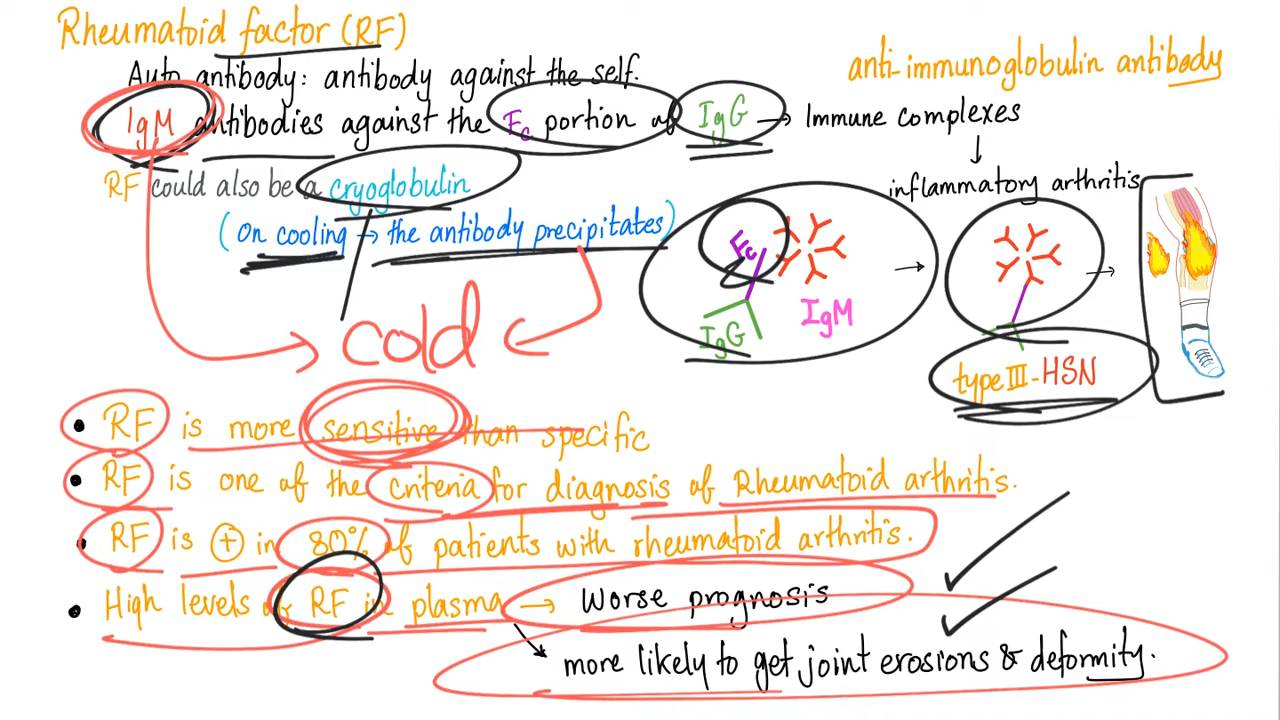 Rheumatoid factor (RF)
anti-immunoglobulin antibody
Auto antibody: antibody against the self.
IgM antibodies against the Fc portion of IgG → Immune complexes
↓
inflammatory arthritis
RF could also be a cryoglobulin
(On cooling → the antibody precipitates)
Fc
IgG
IgM
→
→
type III-HSN
cold
• RF is more sensitive than specific
• RF is one of the criteria for diagnosis of Rheumatoid arthritis.
• RF is + in 80% of patients with rheumatoid arthritis.
• High levels of RF in plasma → Worse prognosis
more likely to get joint erosions & deformity.